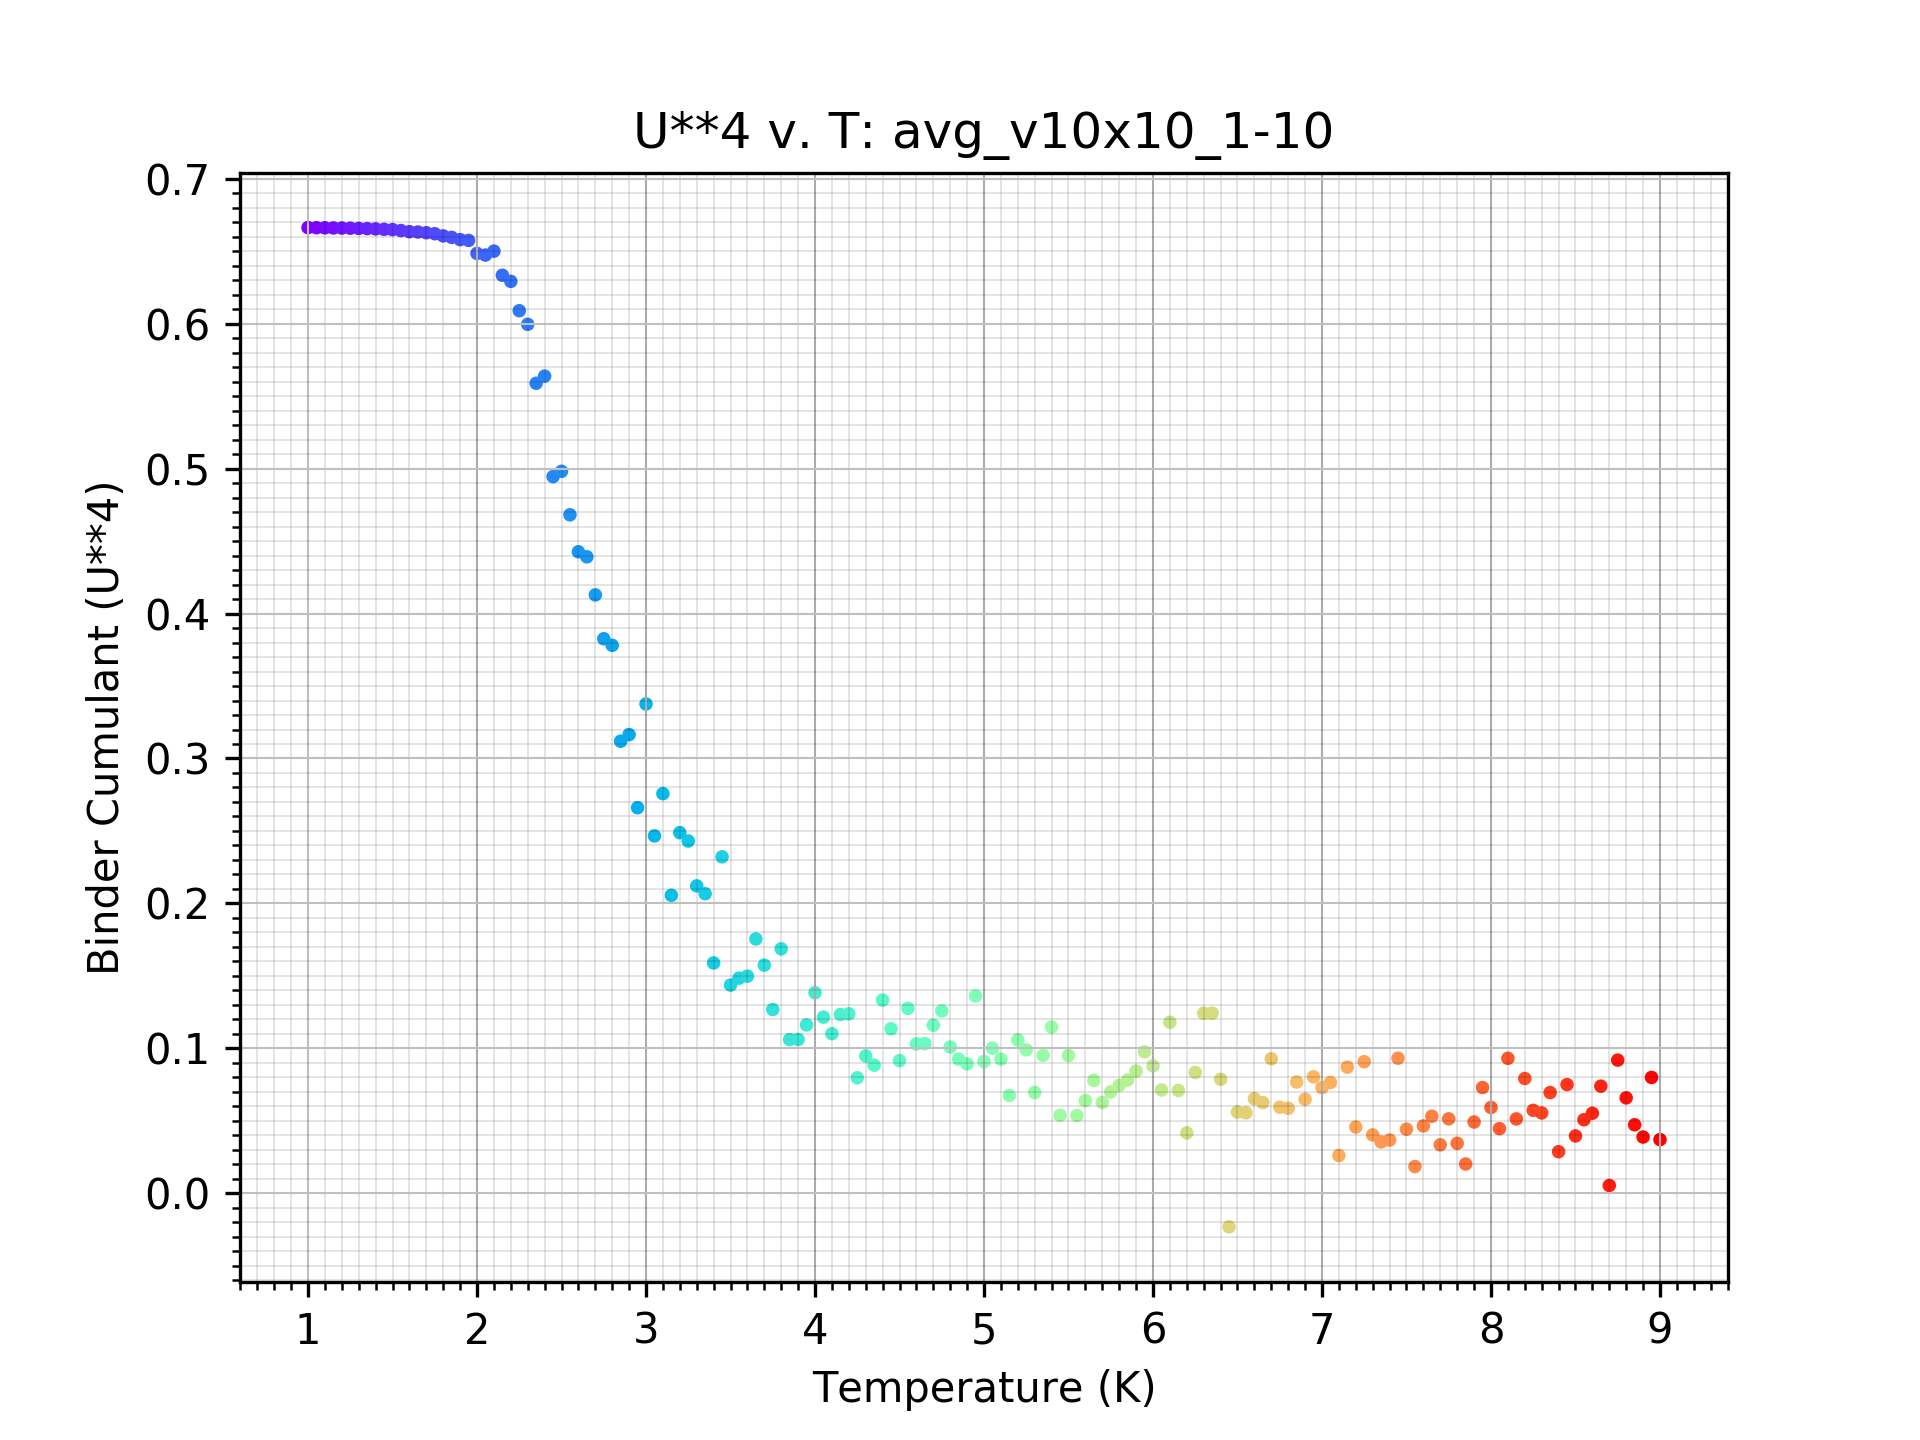 U**4 v. T: avg_v10x10_1-10
Binder Cumulant (U**4)
0.7
0.6
0.5
0.4
0.3
0.2
0.1
0.0
1 2 3 4 5 6 7 8 9
Temperature (K)